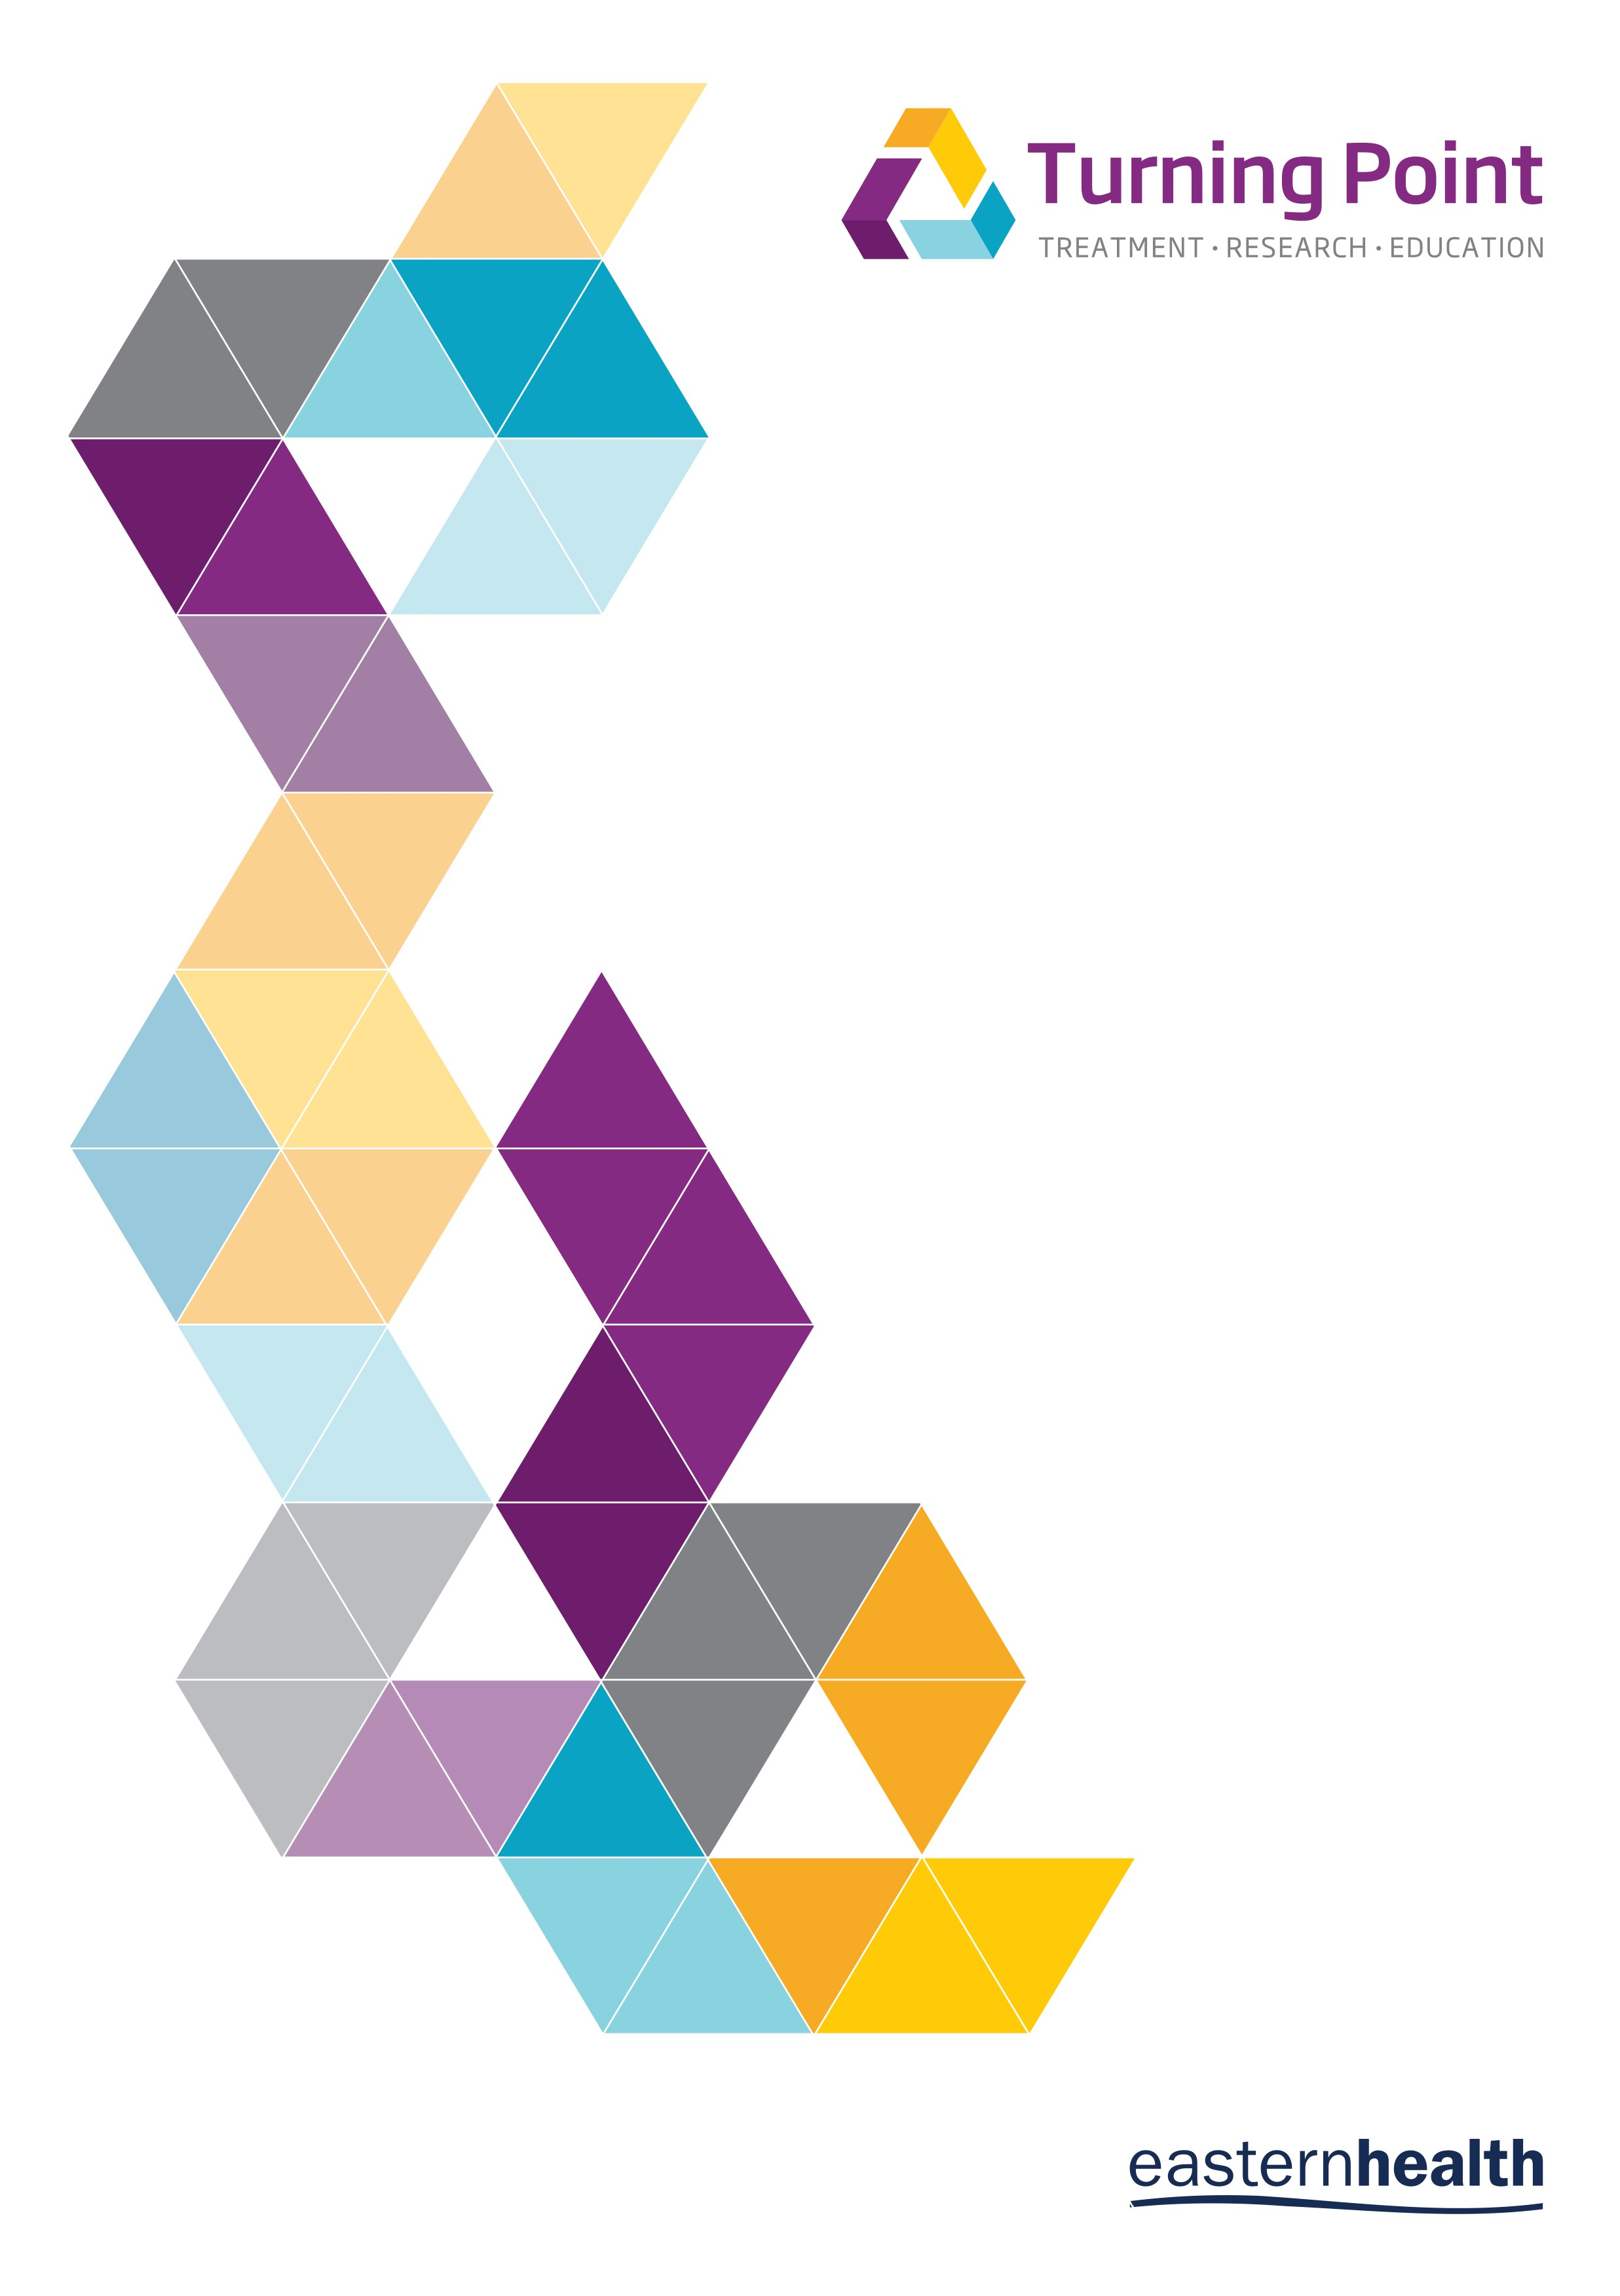 Turning Point
TREATMENT • RESEARCH • EDUCATION
easternhealth